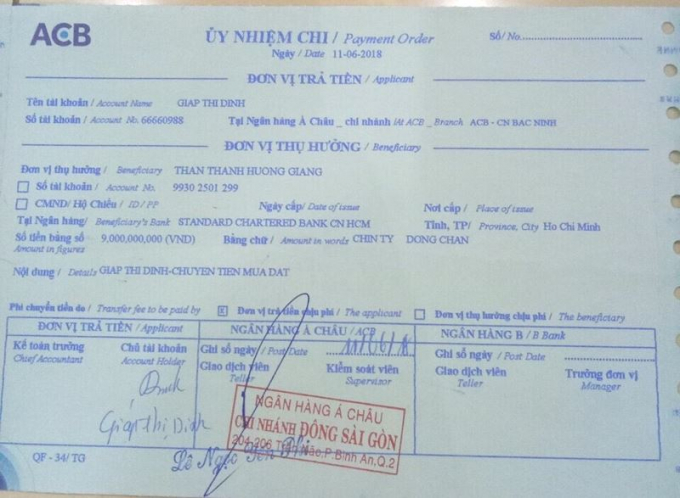 ACB
ỦY NHIỆM CHI / Payment Order
Số/ No.
Ngày / Date 11-06-2018
ĐƠN VỊ TRẢ TIỀN / Applicant
Tên tài khoản / Account Name GIAP THI DINH
Số tài khoản / Account No. 66660988 Tại Ngân hàng Á Châu _ chi nhánh /At ACB _ Branch ACB - CN BAC NINH
ĐƠN VỊ THỤ HƯỞNG / Beneficiary
Đơn vị thụ hưởng / Beneficiary THAN THANH HUONG GIANG
Số tài khoản / Account No. 9930 2501 299
CMND/ Hộ Chiếu / ID / PP Ngày cấp/ Date of issue Nơi cấp / Place of issue
Tại Ngân hàng/ Beneficiary's Bank STANDARD CHARTERED BANK CN HCM Tỉnh, TP/ Province, City Ho Chi Minh
Số tiền bằng số 9,000,000,000 (VND) Bằng chữ / Amount in words CHIN TY DONG CHAN
Amount in figures
Nội dung / Details GIAP THI DINH-CHUYEN TIEN MUA DAT
Phí chuyển tiền do / Transfer fee to be paid by X Đơn vị trả tiền chịu phí / The applicant Đơn vị thụ hưởng chịu phí / The beneficiary
ĐƠN VỊ TRẢ TIỀN / Applicant NGÂN HÀNG Á CHÂU / ACB NGÂN HÀNG B / B Bank
Kế toán trưởng Chủ tài khoản Ghi sổ ngày / Post Date 11/06/18 Ghi sổ ngày / Post Date
Chief Accountant Account Holder Giao dịch viên Kiểm soát viên Giao dịch viên Trưởng đơn vị
Teller Supervisor Teller Manager
Giáp Thị Dinh
NGÂN HÀNG Á CHÂU
CHI NHÁNH ĐÔNG SÀI GÒN
204-206 Trần Não,P.Bình An,Q.2
Lê Ngọc
QF - 34/ TG